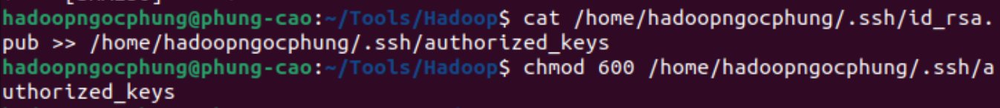 hadoopngocphung@phung-cao:~/Tools/Hadoop$ cat /home/hadoopngocphung/.ssh/id_rsa.
pub >> /home/hadoopngocphung/.ssh/authorized_keys
hadoopngocphung@phung-cao:~/Tools/Hadoop$ chmod 600 /home/hadoopngocphung/.ssh/a
uthorized_keys